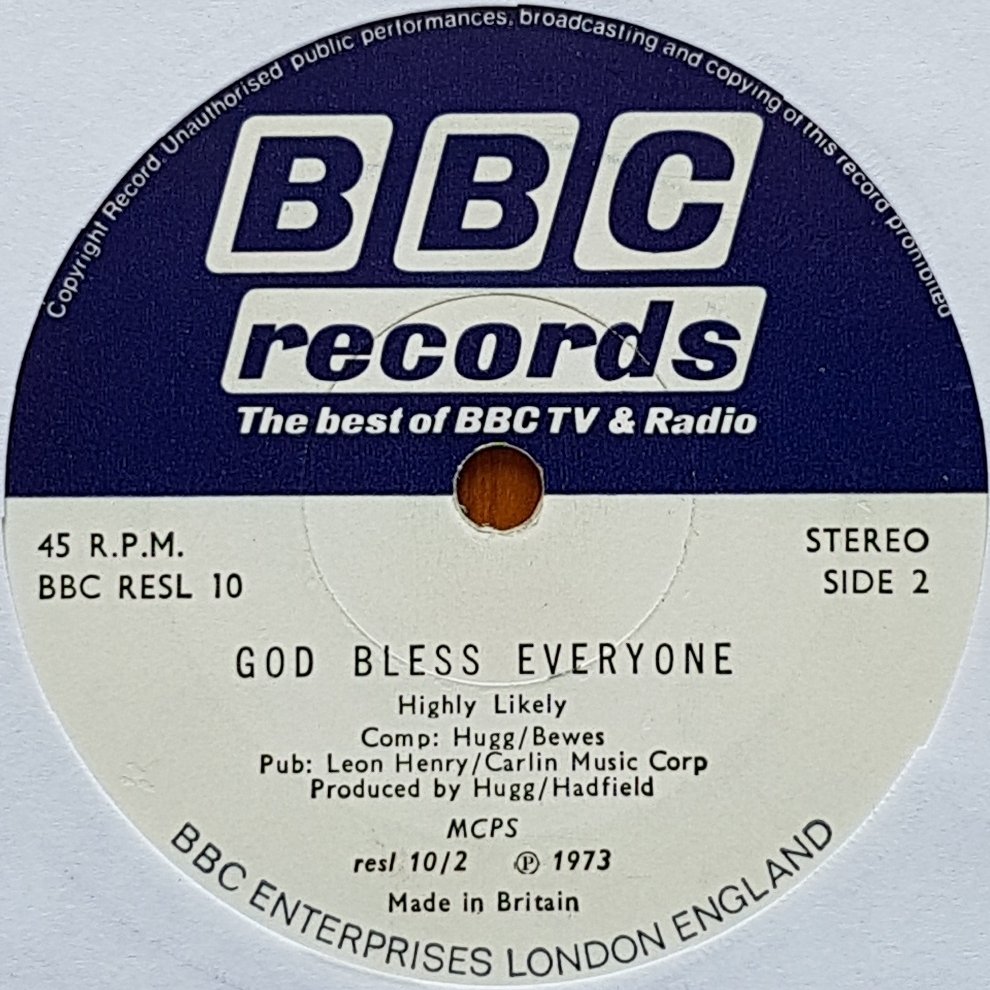 Copyright Record. Unauthorised public performances, broadcasting and copying of this record prohibited
BBC
records
The best of BBC TV & Radio
45 R.P.M.
BBC RESL 10
STEREO
SIDE 2
GOD BLESS EVERYONE
Highly Likely
Comp: Hugg/Bewes
Pub: Leon Henry/Carlin Music Corp
Produced by Hugg/Hadfield
MCPS
resl 10/2 ℗ 1973
Made in Britain
BBC ENTERPRISES LONDON ENGLAND